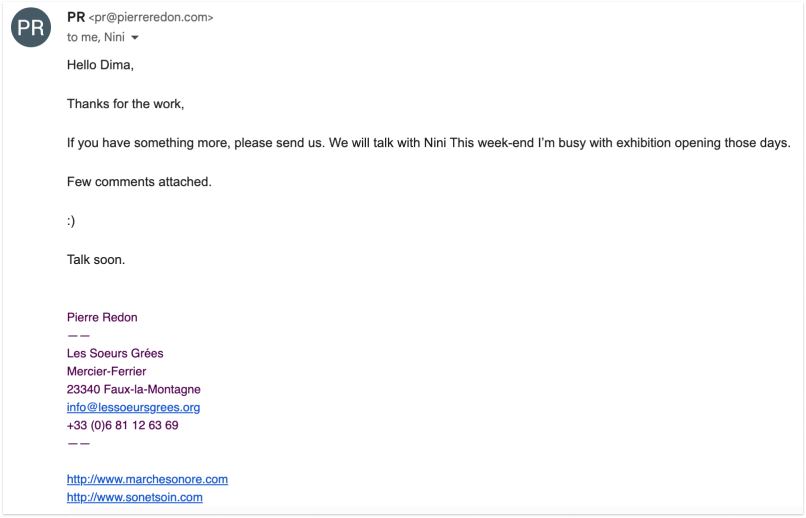 PR
PR <pr@pierreredon.com>
to me, Nini
Hello Dima,
Thanks for the work,
If you have something more, please send us. We will talk with Nini This week-end I'm busy with exhibition opening those days.
Few comments attached.
:)
Talk soon.
Pierre Redon
——
Les Soeurs Grées
Mercier-Ferrier
23340 Faux-la-Montagne
info@lessoeursgrees.org
+33 (0)6 81 12 63 69
——
http://www.marchesonore.com
http://www.sonetsoin.com